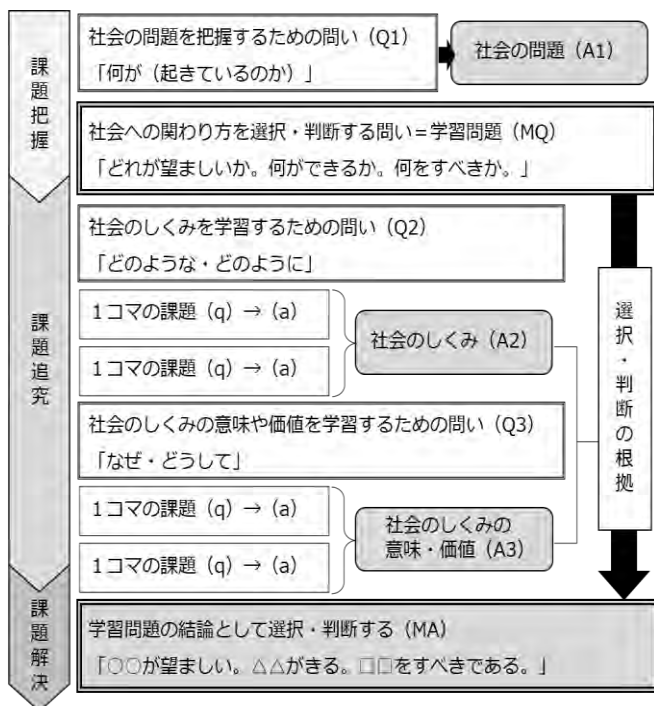 課題把握
社会の問題を把握するための問い（Q1）
「何が（起きているのか）」
社会の問題（A1）
社会への関わり方を選択・判断する問い＝学習問題（MQ）
「どれが望ましいか。何ができるか。何をすべきか。」
課題追究
社会のしくみを学習するための問い（Q2）
「どのような・どのように」
１コマの課題（q）→（a）
１コマの課題（q）→（a）
社会のしくみ（A2）
社会のしくみの意味や価値を学習するための問い（Q3）
「なぜ・どうして」
１コマの課題（q）→（a）
１コマの課題（q）→（a）
社会のしくみの
意味・価値（A3）
選択・判断の根拠
課題解決
学習問題の結論として選択・判断する（MA）
「○○が望ましい。△△がきる。□□をすべきである。」